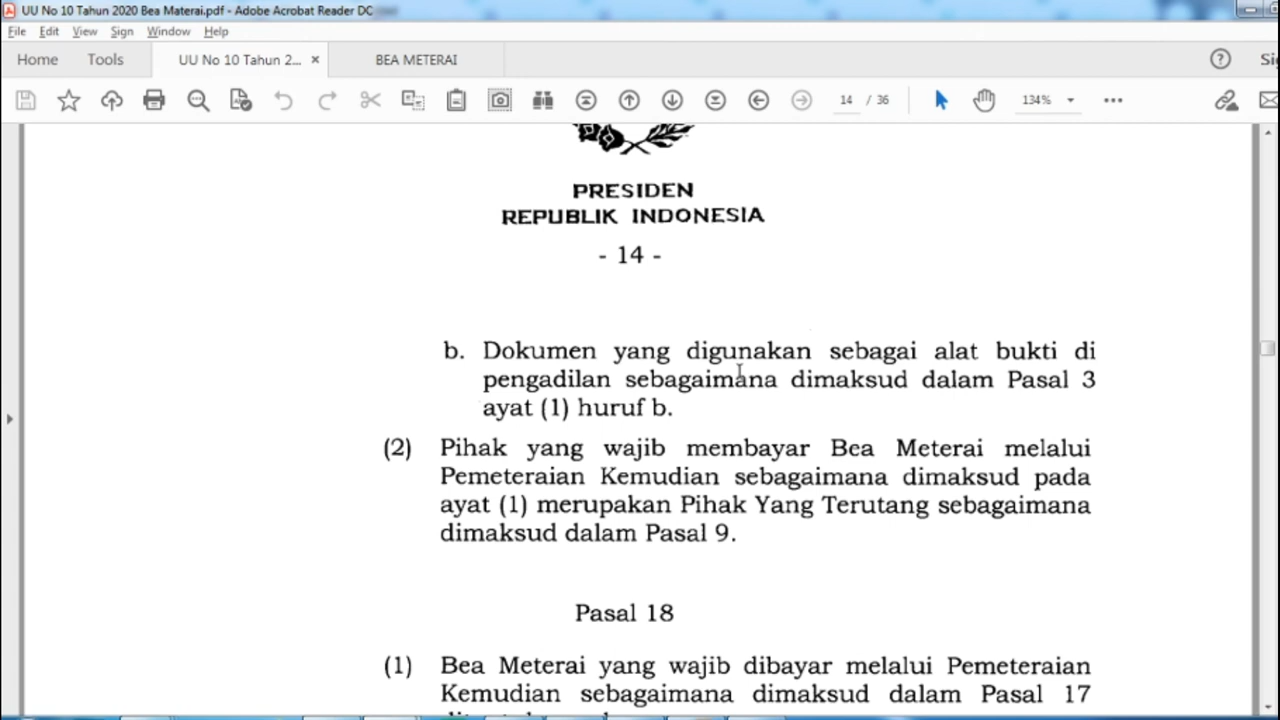 UU No 10 Tahun 2020 Bea Materai.pdf - Adobe Acrobat Reader DC
File Edit View Sign Window Help
Home Tools UU No 10 Tahun 2... × BEA METERAI
14 / 36 134%
PRESIDEN
REPUBLIK INDONESIA
- 14 -
b. Dokumen yang digunakan sebagai alat bukti di
pengadilan sebagaimana dimaksud dalam Pasal 3
ayat (1) huruf b.
(2) Pihak yang wajib membayar Bea Meterai melalui
Pemeteraian Kemudian sebagaimana dimaksud pada
ayat (1) merupakan Pihak Yang Terutang sebagaimana
dimaksud dalam Pasal 9.
Pasal 18
(1) Bea Meterai yang wajib dibayar melalui Pemeteraian
Kemudian sebagaimana dimaksud dalam Pasal 17